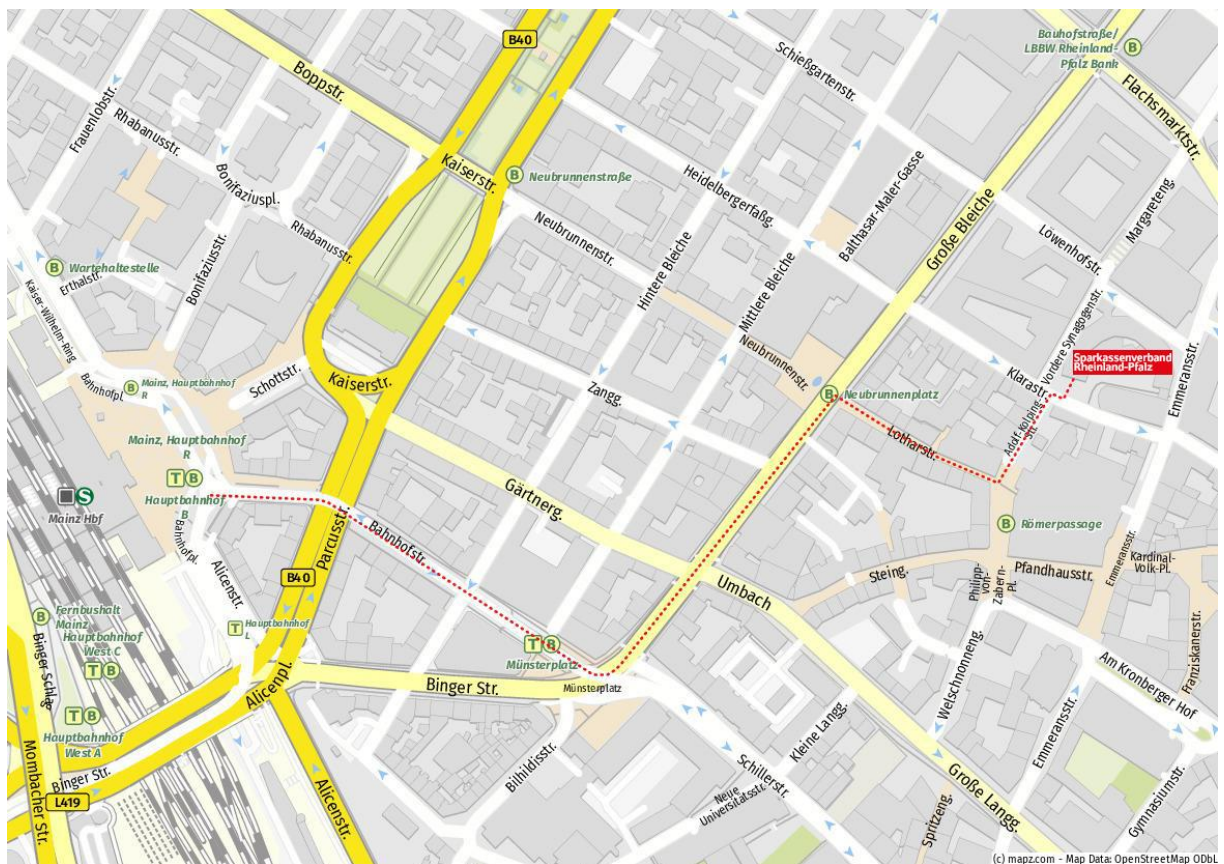 B40
Bauhofstraße/
LBBW Rheinland-
Pfalz Bank
B
Schießgartenstr.
Flachsmarktstr.
Boppstr.
Frauenlobstr.
Rhabanusstr.
Kaiserstr.
B
Neubrunnenstraße
Heidelbergerfaßg.
Balthasar-Maler-Gasse
Große Bleiche
Margareteng.
Bonifaziuspl.
Neubrunnenstr.
Löwenhofstr.
Rhabanusstr.
Bonifaziusstr.
Hintere Bleiche
Mittlere Bleiche
B
Wartehaltestelle
Erthalstr.
Kaiser-Wilhelm-Ring
Vordere Synagogenstr.
Neubrunnenstr.
Sparkassenverband
Rheinland-Pfalz
Emmeransstr.
Bahnhofpl.
Schottstr.
Kaiserstr.
B
Mainz, Hauptbahnhof
R
Zangg.
B
Neubrunnenplatz
Klarastr.
Adolf-Kolping-
Str.
Lotharstr.
Mainz, Hauptbahnhof
R
T B
Hauptbahnhof
B
S
Mainz Hbf
Gärtnerg.
Bahnhofstr.
Parcusstr.
B
Römerpassage
Bahnhofpl.
Alicenstr.
B40
Umbach
Steing.
Philipp-
von-
Zabern-
Pl.
Pfandhausstr.
Emmeransstr.
Kardinal-
Volk-Pl.
B
Fernbushalt
Mainz
Hauptbahnhof
West C
T B
T
Hauptbahnhof
L
Binger Schlag
T B
Münsterplatz
Münsterplatz
Binger Str.
Alicenpl.
Welschnonneng.
Am Kronberger Hof
Franziskanerstr.
T B
Hauptbahnhof
West A
Mombacher Str.
Binger Str.
L419
Alicenstr.
Bilhildisstr.
Kleine Langg.
Schillerstr.
Neue
Universitätsstr.
Emmeransstr.
Große Langg.
Spritzeng.
Gymnasiumstr.
(c) mapz.com - Map Data: OpenStreetMap ODbL